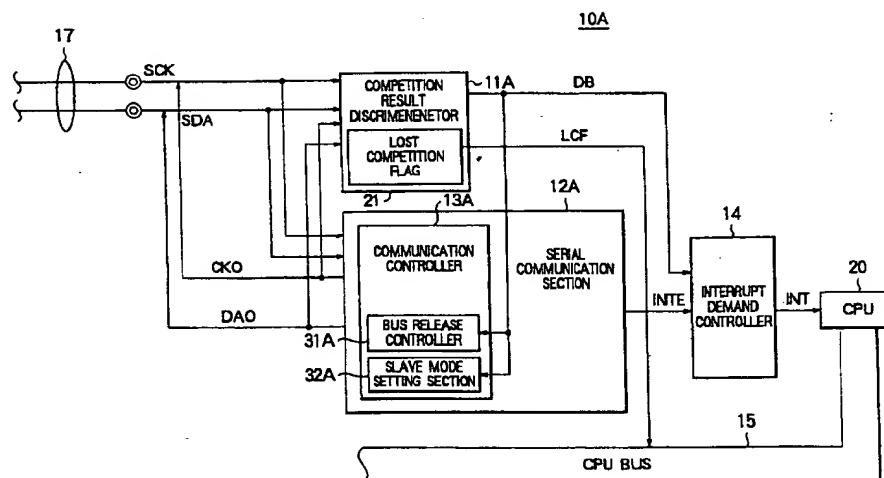 10A
17
SCK
SDA
COMPETITION
RESULT
DISCRIMENENETOR
11A
DB
LOST
COMPETITION
FLAG
LCF
21
13A
12A
14
COMMUNICATION
CONTROLLER
SERIAL
COMMUNICATION
SECTION
20
CKO
INTE
INTERRUPT
DEMAND
CONTROLLER
INT
CPU
DAO
BUS RELEASE
CONTROLLER
31A
SLAVE MODE
SETTING SECTION
32A
15
CPU BUS